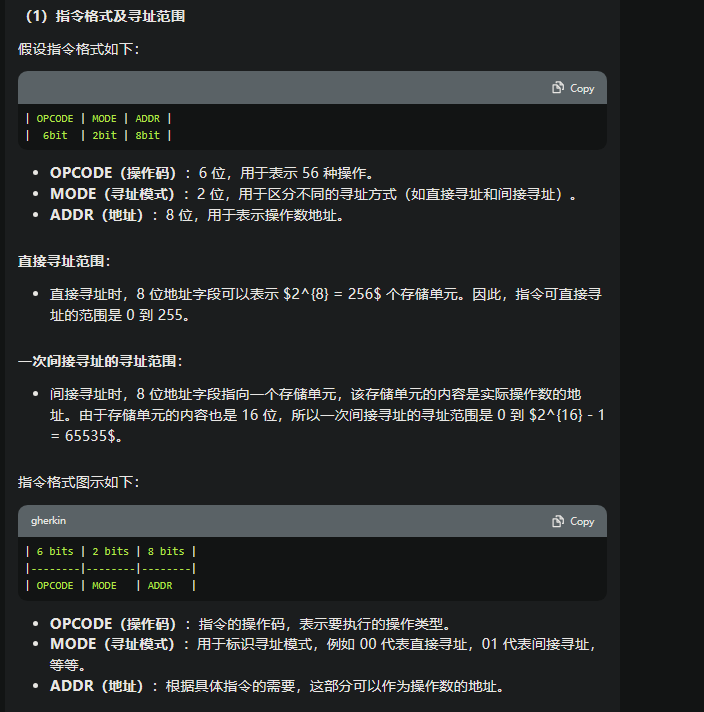 （1）指令格式及寻址范围
假设指令格式如下：
Copy
| OPCODE | MODE | ADDR |
| 6bit | 2bit | 8bit |
• OPCODE（操作码）：6 位，用于表示 56 种操作。
• MODE（寻址模式）：2 位，用于区分不同的寻址方式（如直接寻址和间接寻址）。
• ADDR（地址）：8 位，用于表示操作数地址。
直接寻址范围：
• 直接寻址时，8 位地址字段可以表示 $2^{8} = 256$ 个存储单元。因此，指令可直接寻
址的范围是 0 到 255。
一次间接寻址的寻址范围：
• 间接寻址时，8 位地址字段指向一个存储单元，该存储单元的内容是实际操作数的地
址。由于存储单元的内容也是 16 位，所以一次间接寻址的寻址范围是 0 到 $2^{16} - 1
= 65535$。
指令格式图示如下：
gherkin Copy
| 6 bits | 2 bits | 8 bits |
|--------|--------|--------|
| OPCODE | MODE | ADDR |
• OPCODE（操作码）：指令的操作码，表示要执行的操作类型。
• MODE（寻址模式）：用于标识寻址模式，例如 00 代表直接寻址，01 代表间接寻址，
等等。
• ADDR（地址）：根据具体指令的需要，这部分可以作为操作数的地址。